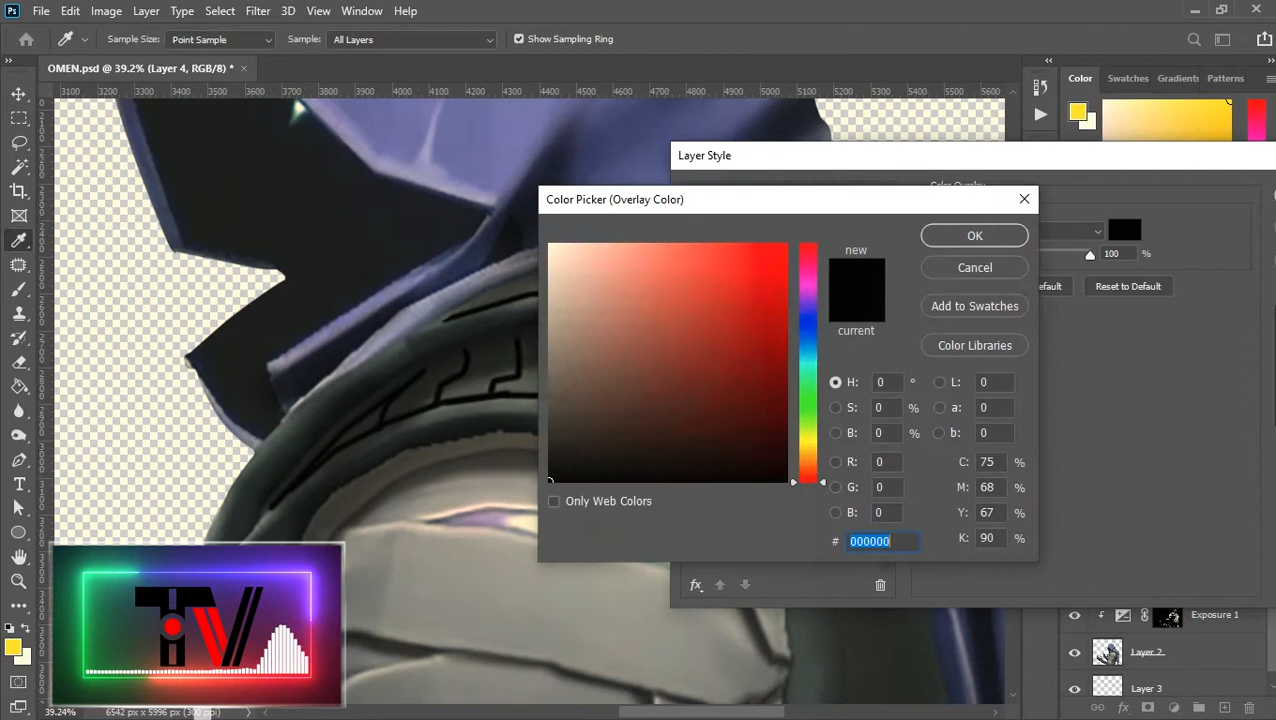 Ps File Edit Image Layer Type Select Filter 3D View Window Help
Sample Size: Point Sample Sample: All Layers Show Sampling Ring
OMEN.psd @ 39.2% (Layer 4, RGB/8) * ×
Color Swatches Gradients Patterns
3100 3200 3300 3400 3500 3600 3700 3800 3900 4000 4100 4200 4300 4400 4500 4600 4700 4800 4900 5000 5100 5200 5300 5400 5500 5600
Layer Style
Color Overlay
Color Picker (Overlay Color)
new
OK
100 %
Cancel
efault Reset to Default
Add to Swatches
current
Color Libraries
H: 0 ° L: 0
S: 0 % a: 0
B: 0 % b: 0
R: 0 C: 75 %
G: 0 M: 68 %
Only Web Colors
B: 0 Y: 67 %
# 000000 K: 90 %
fx
TV
Exposure 1
Layer 2
Layer 3
39.24% 6542 px x 5996 px (300 ppi)
fx